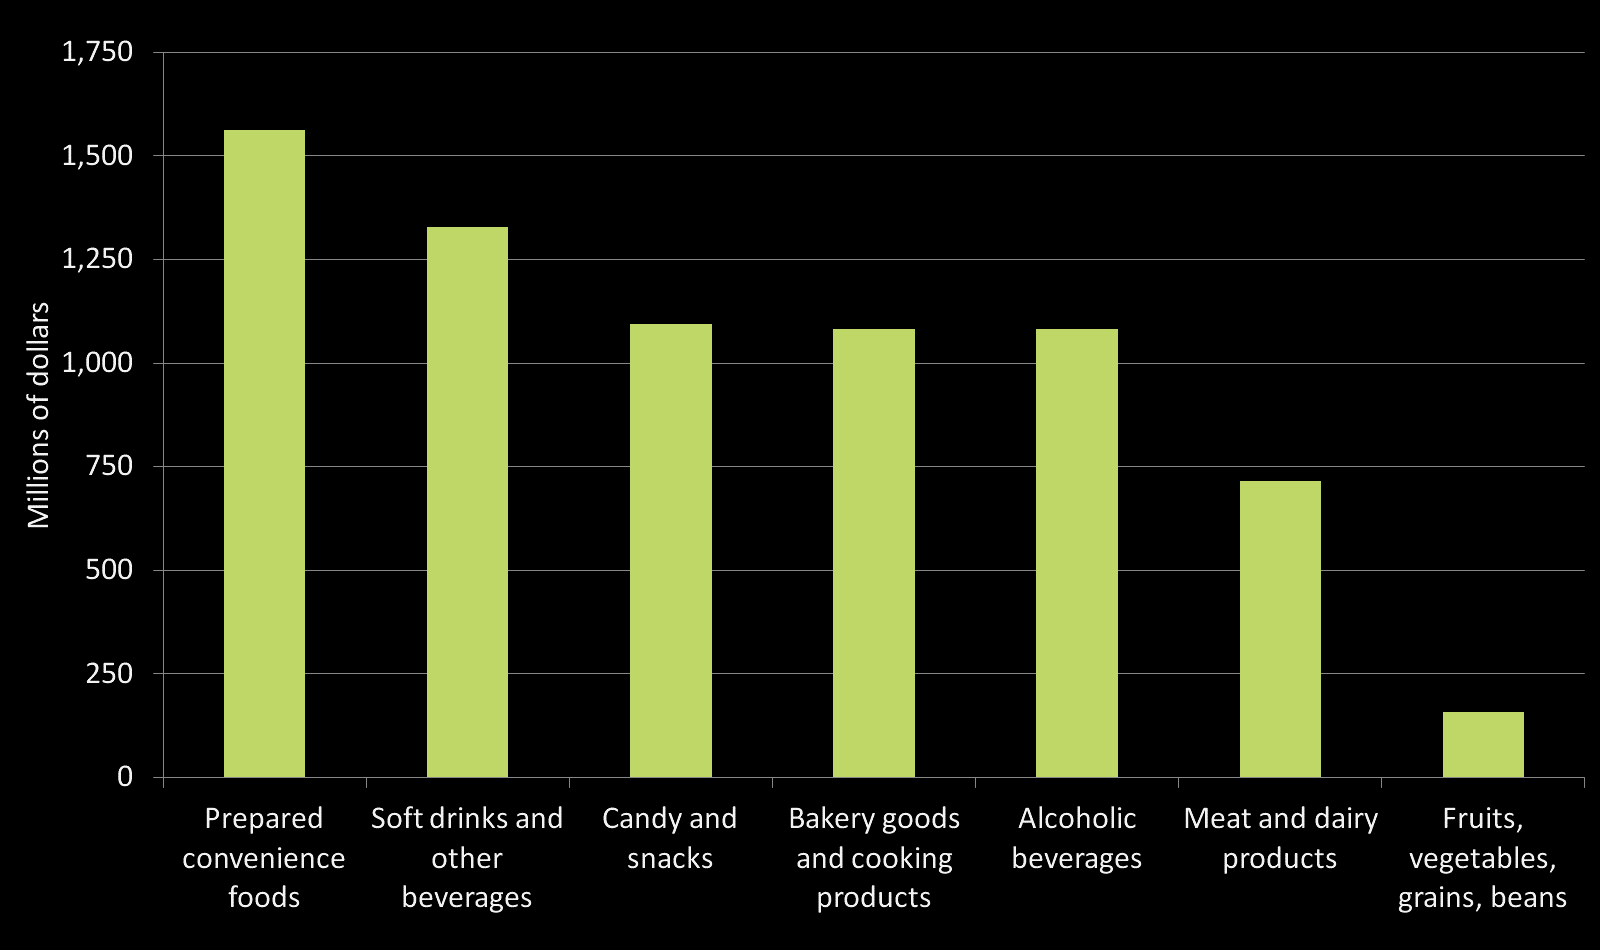 1,750
1,500
1,250
1,000
750
500
250
0
Millions of dollars
Prepared
convenience
foods
Soft drinks and
other
beverages
Candy and
snacks
Bakery goods
and cooking
products
Alcoholic
beverages
Meat and dairy
products
Fruits,
vegetables,
grains, beans